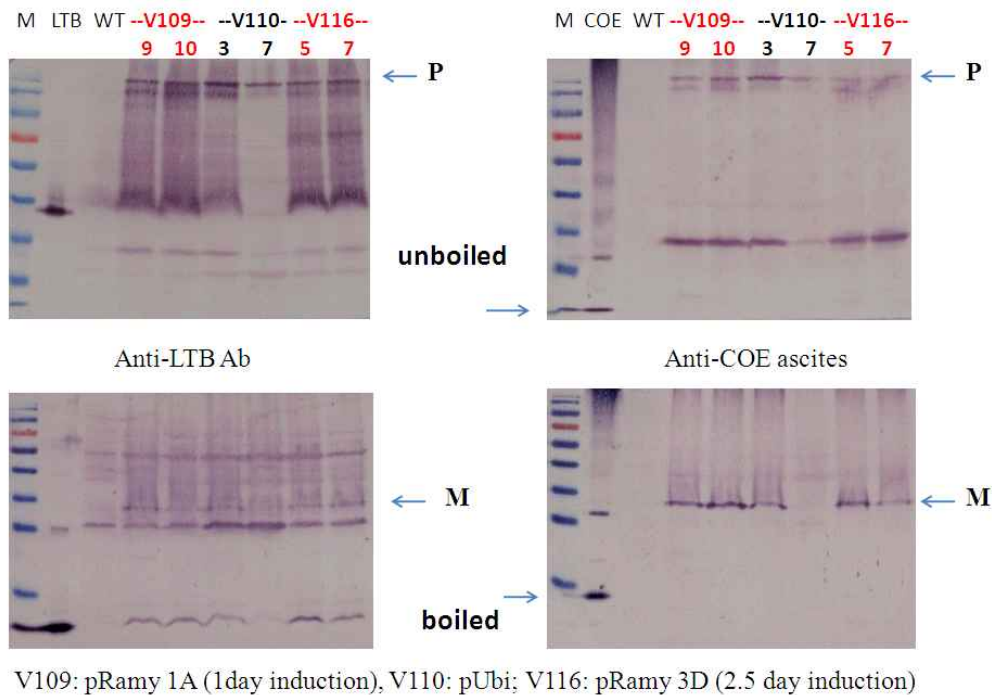 M LTB WT --V109-- --V110- --V116--
9 10 3 7 5 7
M COE WT --V109-- --V110- --V116--
9 10 3 7 5 7
P
P
unboiled
Anti-LTB Ab
Anti-COE ascites
M
M
boiled
V109: pRamy 1A (1day induction), V110: pUbi; V116: pRamy 3D (2.5 day induction)